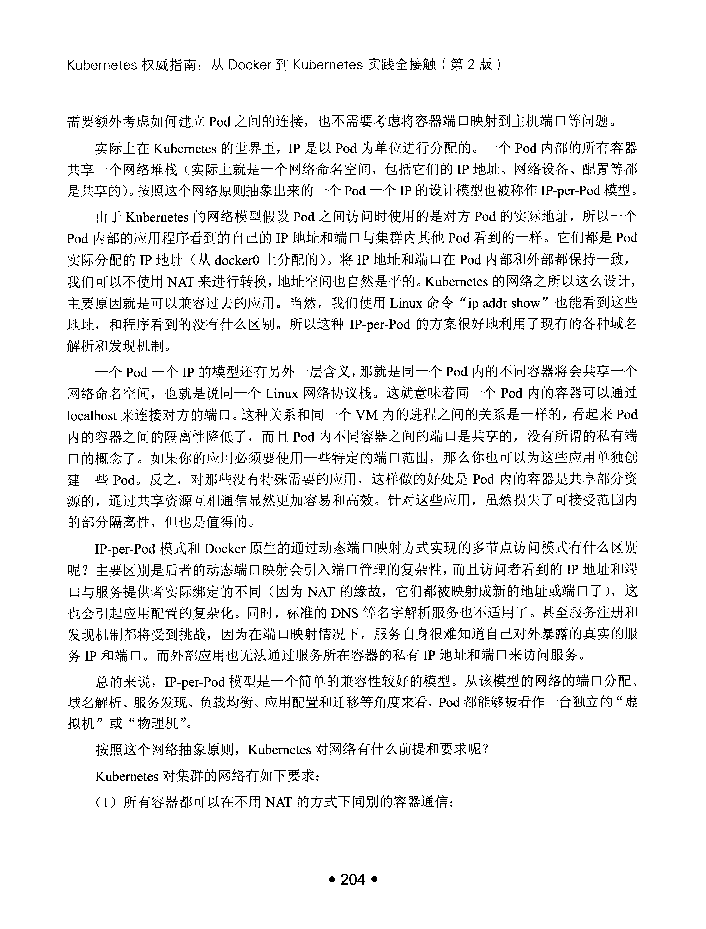 Kubernetes 权威指南：从 Docker 到 Kubernetes 实践全接触（第 2 版）
需要额外考虑如何建立 Pod 之间的连接，也不需要考虑将容器端口映射到主机端口等问题。
实际上在 Kubernetes 的世界里，IP 是以 Pod 为单位进行分配的。一个 Pod 内部的所有容器
共享一个网络堆栈（实际上就是一个网络命名空间，包括它们的 IP 地址、网络设备、配置等都
是共享的）。按照这个网络原则抽象出来的一个 Pod 一个 IP 的设计模型也被称作 IP-per-Pod 模型。
由于 Kubernetes 的网络模型假设 Pod 之间访问时使用的是对方 Pod 的实际地址，所以一个
Pod 内部的应用程序看到的自己的 IP 地址和端口与集群内其他 Pod 看到的一样。它们都是 Pod
实际分配的 IP 地址（从 docker0 上分配的）。将 IP 地址和端口在 Pod 内部和外部都保持一致，
我们可以不使用 NAT 来进行转换，地址空间也自然是平的。Kubernetes 的网络之所以这么设计，
主要原因就是可以兼容过去的应用。当然，我们使用 Linux 命令“ip addr show”也能看到这些
地址，和程序看到的没有什么区别。所以这种 IP-per-Pod 的方案很好地利用了现有的各种域名
解析和发现机制。
一个 Pod 一个 IP 的模型还有另外一层含义，那就是同一个 Pod 内的不同容器将会共享一个
网络命名空间，也就是说同一个 Linux 网络协议栈。这就意味着同一个 Pod 内的容器可以通过
localhost 来连接对方的端口。这种关系和同一个 VM 内的进程之间的关系是一样的，看起来 Pod
内的容器之间的隔离性降低了，而且 Pod 内不同容器之间的端口是共享的，没有所谓的私有端
口的概念了。如果你的应用必须要使用一些特定的端口范围，那么你也可以为这些应用单独创
建一些 Pod。反之，对那些没有特殊需要的应用，这样做的好处是 Pod 内的容器是共享部分资
源的，通过共享资源互相通信显然更加容易和高效。针对这些应用，虽然损失了可接受范围内
的部分隔离性，但也是值得的。
IP-per-Pod 模式和 Docker 原生的通过动态端口映射方式实现的多节点访问模式有什么区别
呢？主要区别是后者的动态端口映射会引入端口管理的复杂性，而且访问者看到的 IP 地址和端
口与服务提供者实际绑定的不同（因为 NAT 的缘故，它们都被映射成新的地址或端口了），这
也会引起应用配置的复杂化。同时，标准的 DNS 等名字解析服务也不适用了。甚至服务注册和
发现机制都将受到挑战，因为在端口映射情况下，服务自身很难知道自己对外暴露的真实的服
务 IP 和端口。而外部应用也无法通过服务所在容器的私有 IP 地址和端口来访问服务。
总的来说，IP-per-Pod 模型是一个简单的兼容性较好的模型。从该模型的网络的端口分配、
域名解析、服务发现、负载均衡、应用配置和迁移等角度来看，Pod 都能够被看作一台独立的“虚
拟机”或“物理机”。
按照这个网络抽象原则，Kubernetes 对网络有什么前提和要求呢？
Kubernetes 对集群的网络有如下要求：
（1）所有容器都可以在不用 NAT 的方式下同别的容器通信；
• 204 •